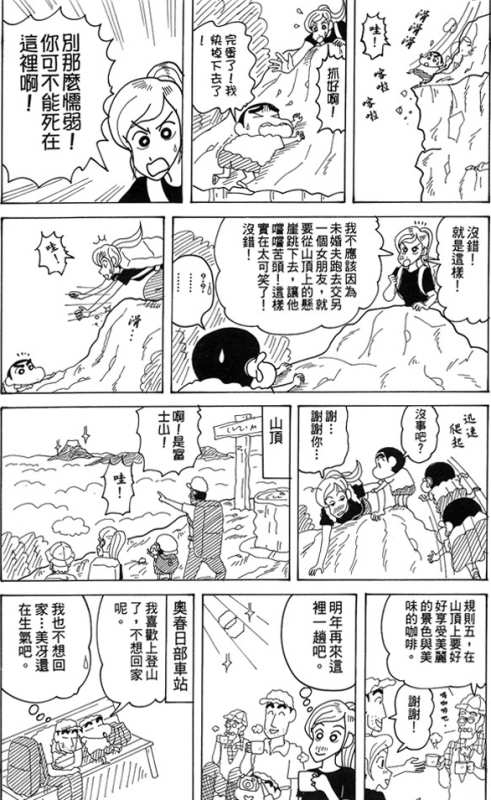 滑滑滑
哇!
喀啦
喀啦
抓好啊!
完蛋了!我
快掉下去了
別那麼懦弱!
你可不能死在
這裡啊!
沒錯!
就是這樣!
我不應該因為
未婚夫跑去交另
一個女朋友,就
要從山頂上的懸
崖跳下去,讓他
嚐嚐苦頭!這樣
實在太可笑了!
沒錯!
…?!
……
滑…
哇!
迅速
爬起
沒事吧?
謝…
謝謝你…
山頂
啊!是富
士山!
哇!
規則五,在
山頂上要好
好享受美麗
的景色與美
味的咖啡。
謝謝!
明年再來這
裡一趟吧。
奧春日部車站
我喜歡上登山
了,不想回家
呢。
我也不想回
家…美冴還
在生氣吧。